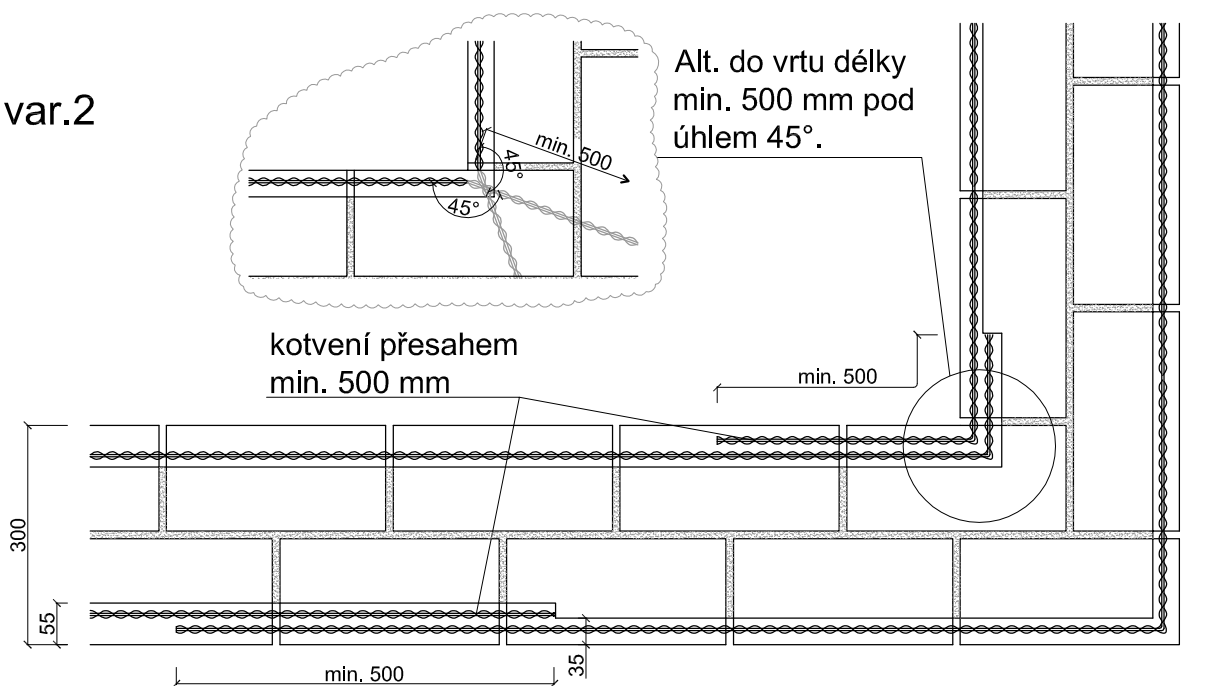 var.2
Alt. do vrtu délky
min. 500 mm pod
úhlem 45°.
min. 500
45°
45°
kotvení přesahem
min. 500 mm
min. 500
300
55
35
min. 500